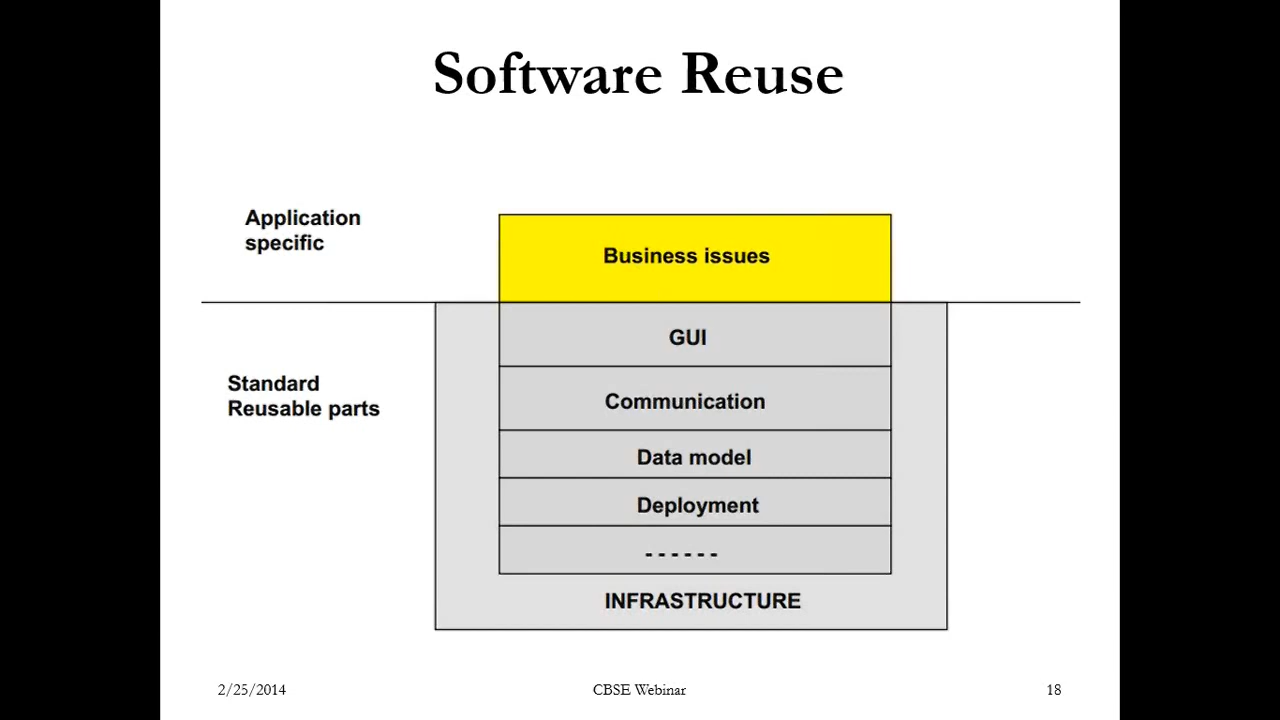 Software Reuse
Application
specific
Business issues
GUI
Standard
Reusable parts
Communication
Data model
Deployment
------
INFRASTRUCTURE
2/25/2014
CBSE Webinar
18